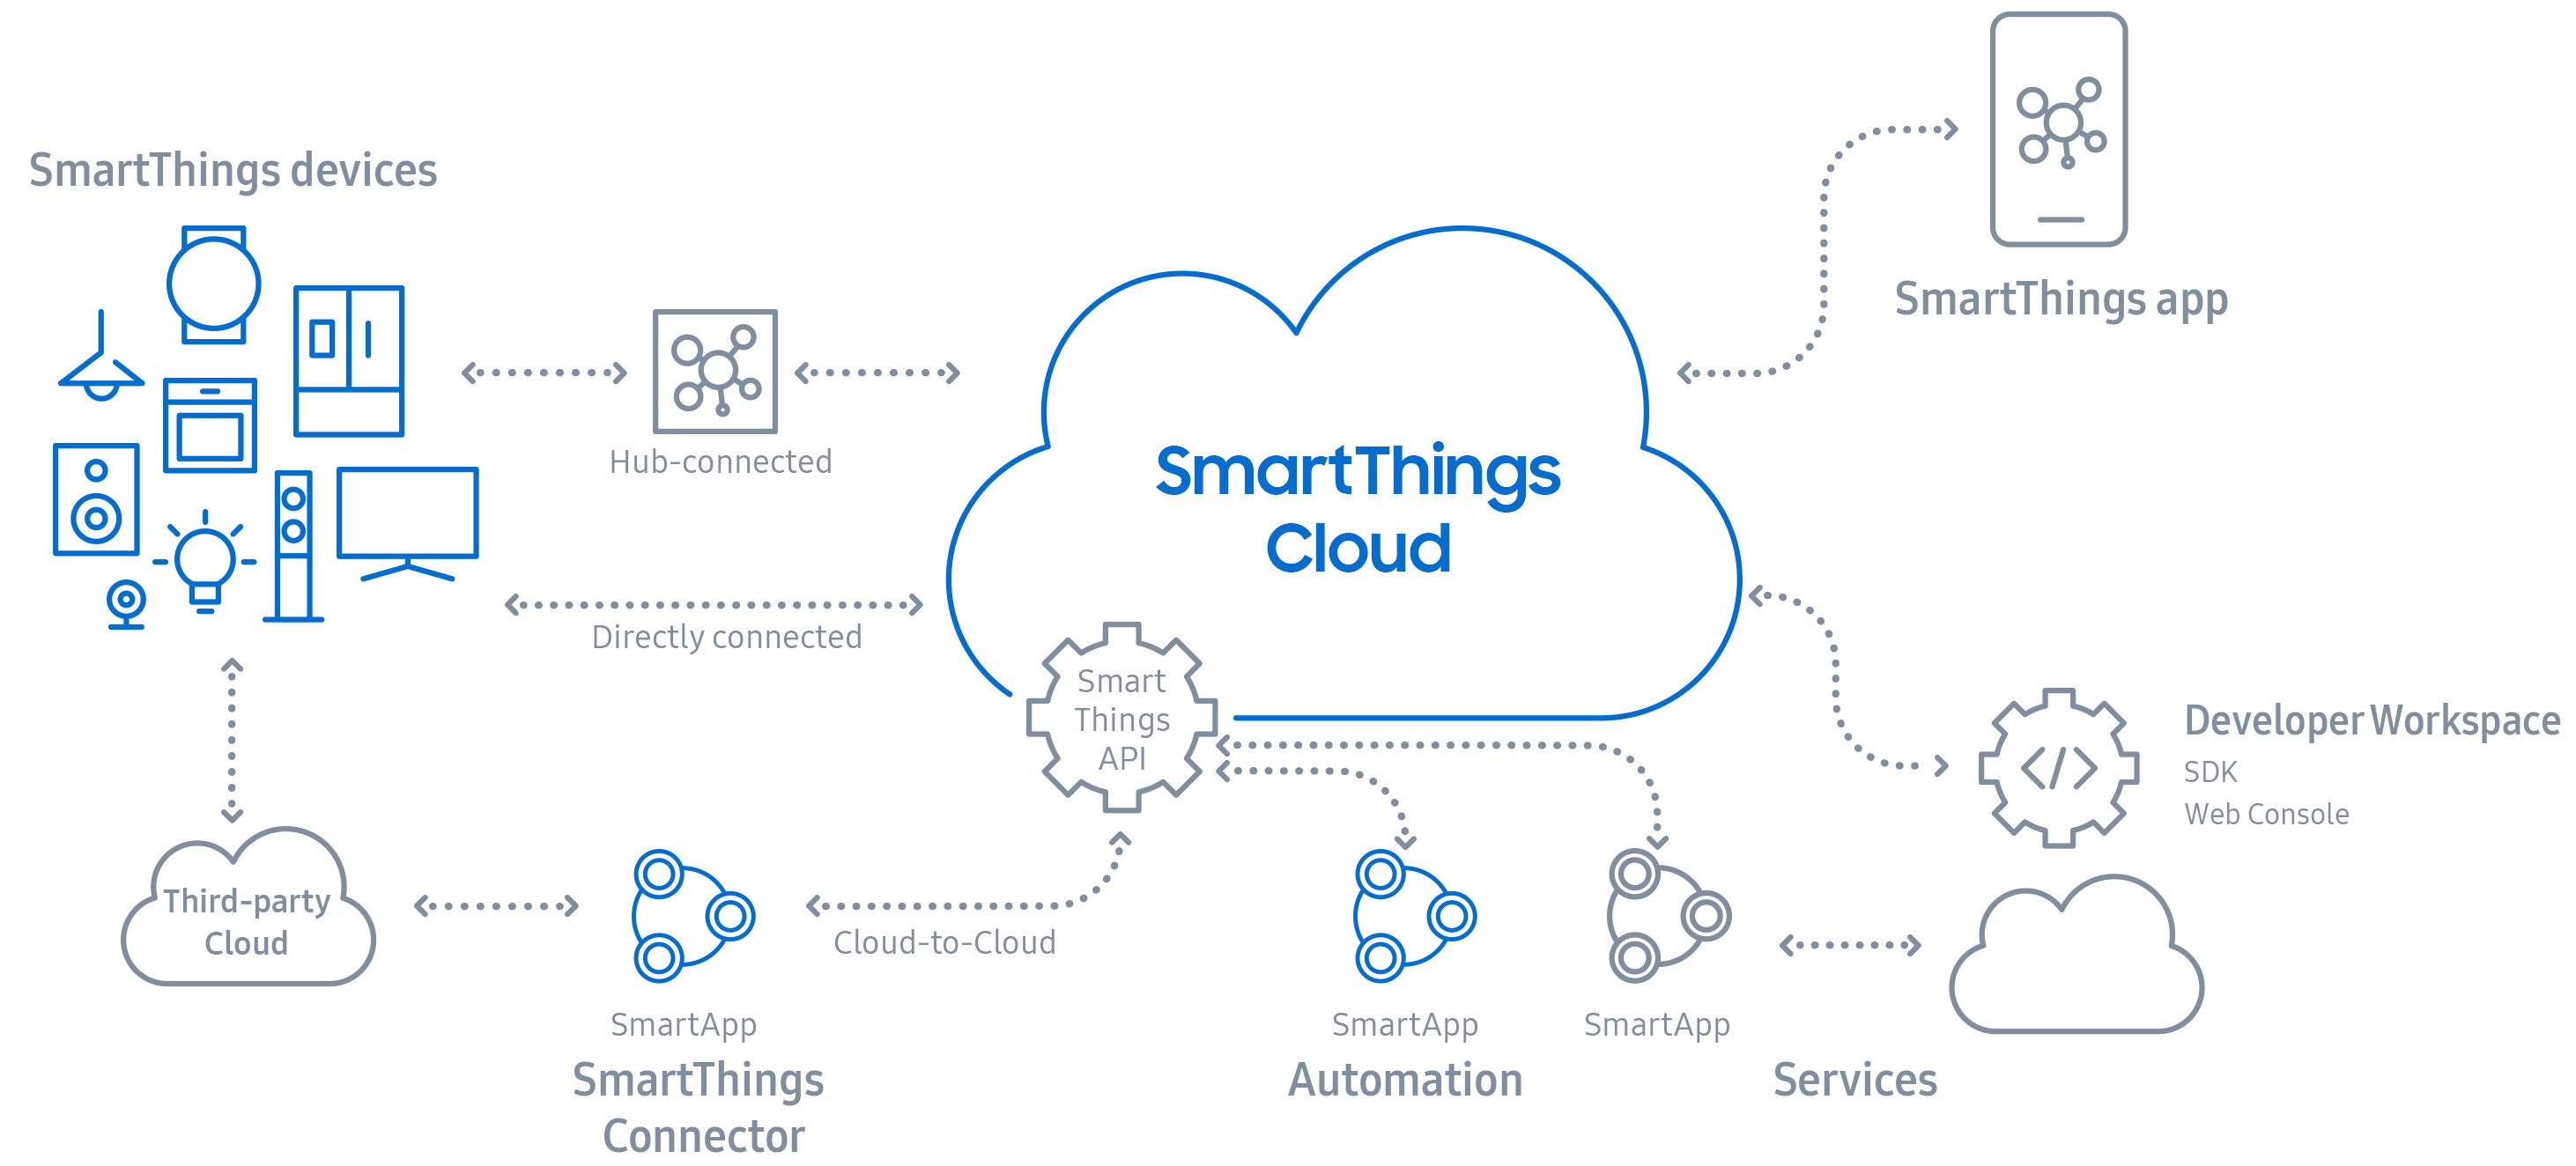 SmartThings devices
SmartThings app
Hub-connected
SmartThings
Cloud
Directly connected
Smart
Things
API
Developer Workspace
SDK
Web Console
Third-party
Cloud
Cloud-to-Cloud
SmartApp
SmartThings
Connector
SmartApp
Automation
SmartApp
Services